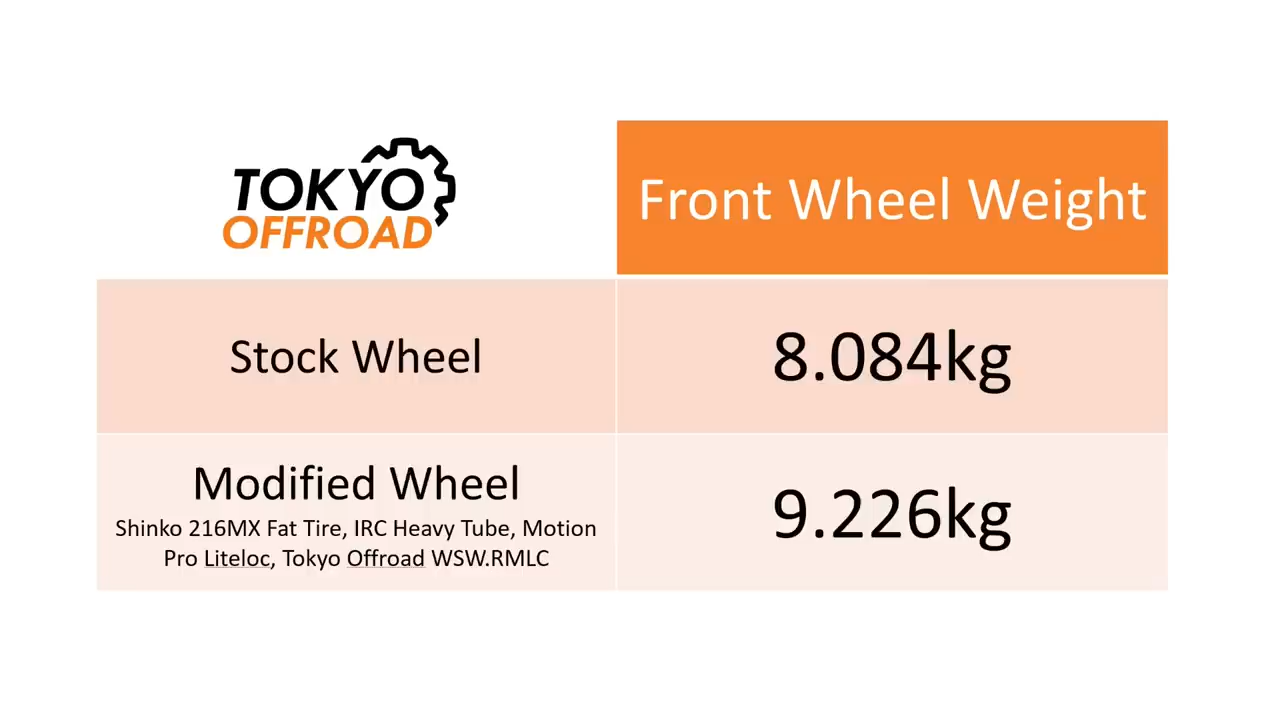 TOKYO
OFFROAD
Front Wheel Weight
Stock Wheel
8.084kg
Modified Wheel
Shinko 216MX Fat Tire, IRC Heavy Tube, Motion
Pro Liteloc, Tokyo Offroad WSW.RMLC
9.226kg